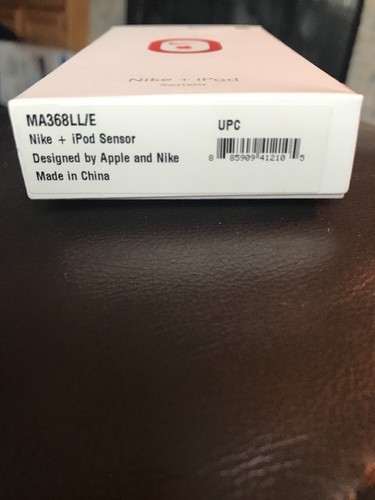 Nike + iPod
Sensor
MA368LL/E
Nike + iPod Sensor
Designed by Apple and Nike
Made in China
UPC
8 85909 41210 5